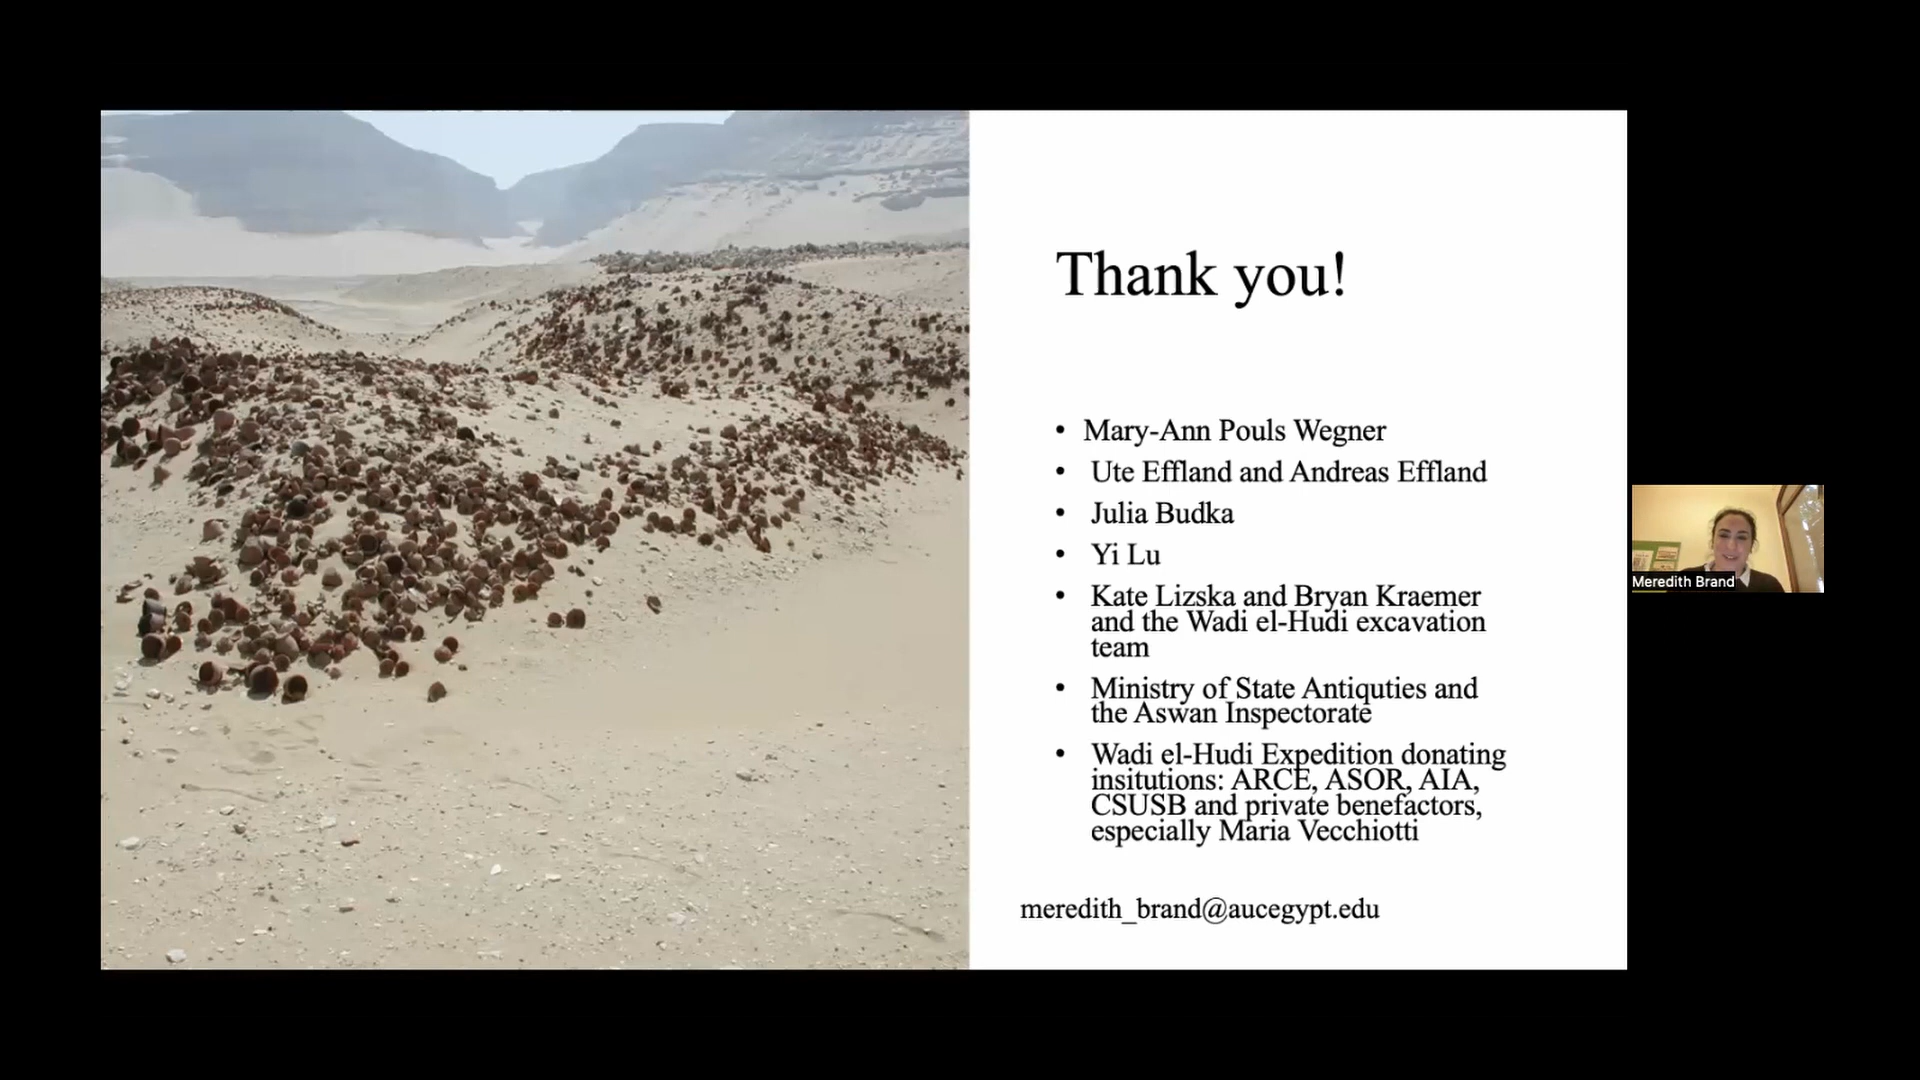 Thank you!
• Mary-Ann Pouls Wegner
• Ute Effland and Andreas Effland
• Julia Budka
• Yi Lu
• Kate Lizska and Bryan Kraemer
and the Wadi el-Hudi excavation
team
• Ministry of State Antiquties and
the Aswan Inspectorate
• Wadi el-Hudi Expedition donating
insitutions: ARCE, ASOR, AIA,
CSUSB and private benefactors,
especially Maria Vecchiotti
meredith_brand@aucegypt.edu
Meredith Brand